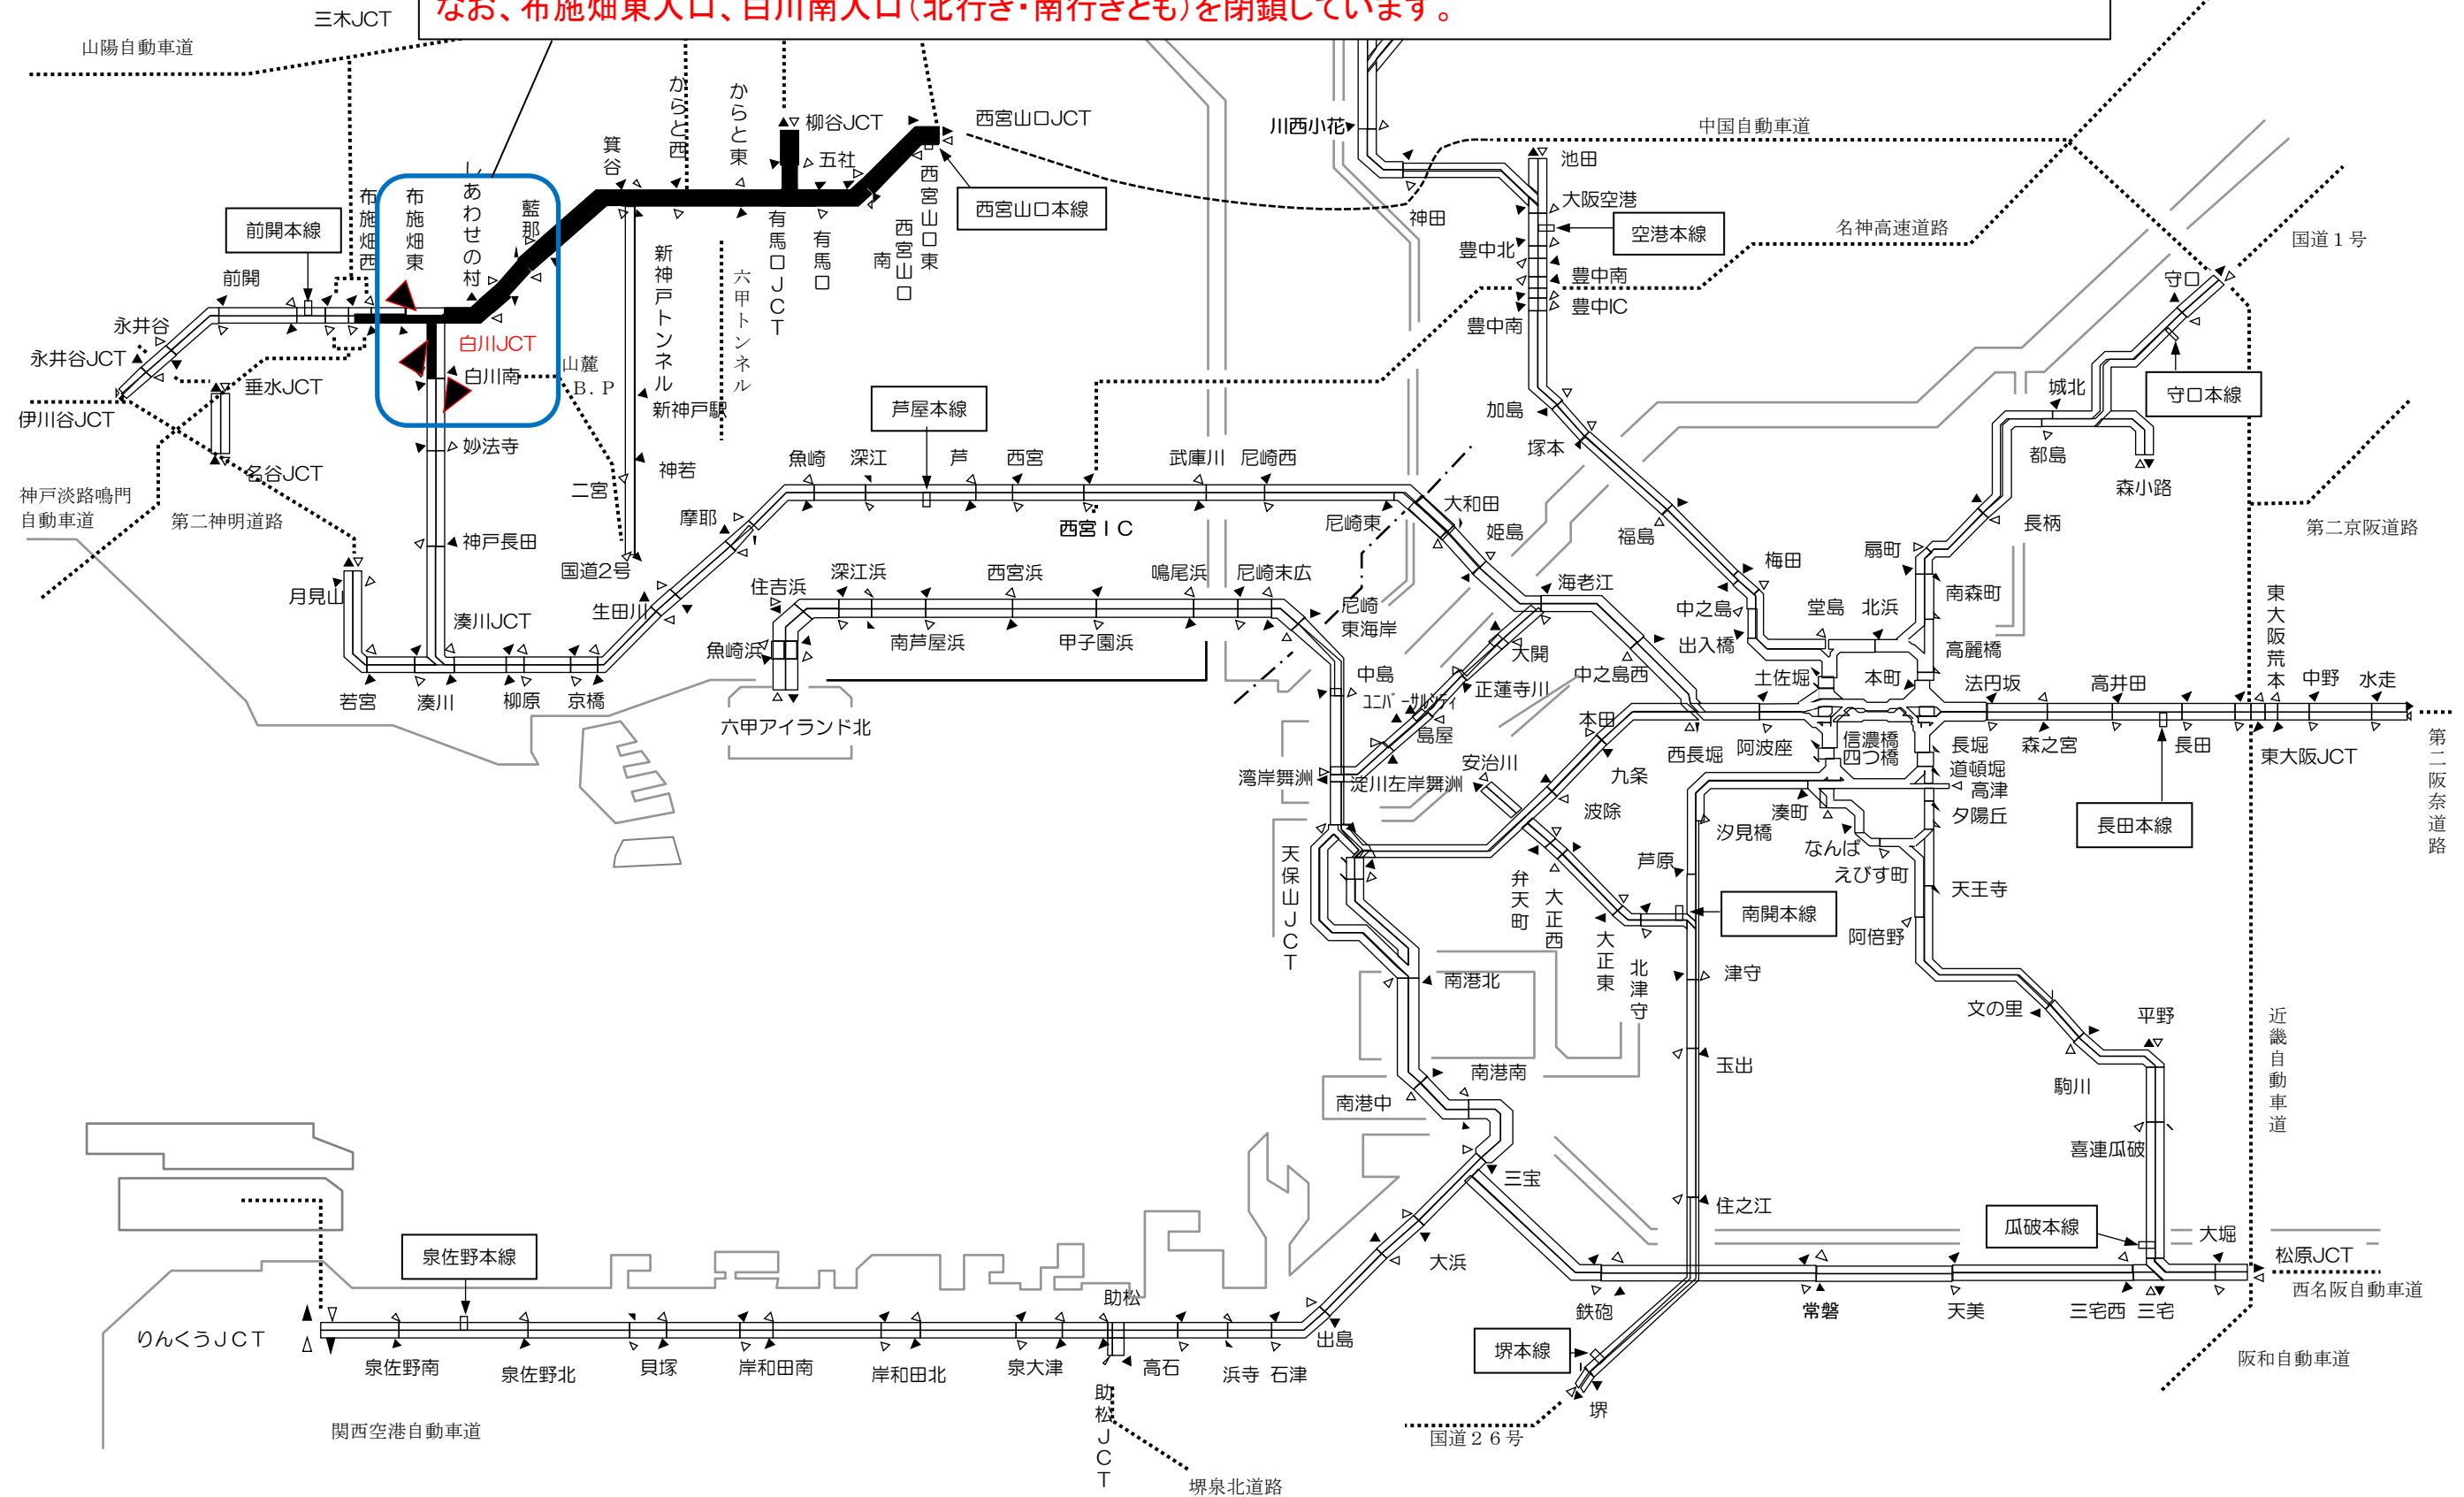 なお、布施畑東入口、白川南入口（北行き・南行きとも）を閉鎖しています。
三木JCT
山陽自動車道
からと西
からと東
柳谷JCT
西宮山口JCT
川西小花
中国自動車道
箕谷
五社
池田
しあわせの村
布施畑西
布施畑東
藍那
西宮山口東
西宮山口本線
大阪空港
神田
前開本線
有馬口JCT
有馬口
西宮山口南
空港本線
名神高速道路
国道１号
新神戸トンネル
六甲トンネル
豊中北
豊中南
豊中IC
豊中南
守口
前開
永井谷
永井谷JCT
白川JCT
白川南
山麓
B．P
垂水JCT
伊川谷JCT
新神戸駅
芦屋本線
加島
城北
守口本線
妙法寺
塚本
都島
名谷JCT
神若
二宮
魚崎
深江
芦
西宮
武庫川
尼崎西
森小路
神戸淡路鳴門
自動車道
第二神明道路
摩耶
西宮ＩＣ
尼崎東
大和田
姫島
福島
長柄
第二京阪道路
神戸長田
国道2号
扇町
梅田
月見山
生田川
住吉浜
深江浜
西宮浜
鳴尾浜
尼崎末広
海老江
南森町
東大阪荒本
湊川JCT
魚崎浜
南芦屋浜
甲子園浜
尼崎
東海岸
中之島
堂島
北浜
出入橋
高麗橋
大開
中島
中之島西
正蓮寺川
土佐堀
本町
法円坂
高井田
中野
水走
若宮
湊川
柳原
京橋
六甲アイランド北
ﾕﾆﾊﾞｰｻﾙｼﾃｨ
島屋
本田
西長堀
阿波座
信濃橋
四つ橋
長堀
森之宮
長田
東大阪JCT
第二阪奈道路
安治川
九条
道頓堀
湾岸舞洲
淀川左岸舞洲
高津
波除
湊町
夕陽丘
長田本線
汐見橋
なんば
天保山JCT
芦原
えびす町
弁天町
大正西
天王寺
南開本線
大正東
阿倍野
北津守
津守
南港北
文の里
平野
近畿自動車道
玉出
南港南
駒川
南港中
喜連瓜破
三宝
住之江
瓜破本線
大堀
泉佐野本線
大浜
松原JCT
西名阪自動車道
助松
鉄砲
常磐
天美
三宅西
三宅
りんくうＪＣＴ
出島
堺本線
泉佐野南
泉佐野北
貝塚
岸和田南
岸和田北
泉大津
高石
浜寺
石津
阪和自動車道
助松JCT
堺
関西空港自動車道
国道２６号
堺泉北道路